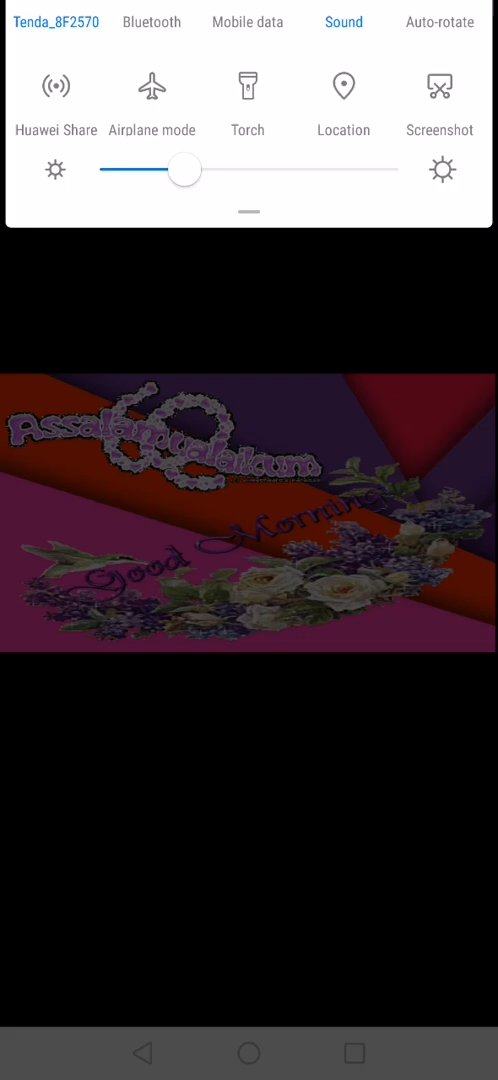 Tenda_8F2570 Bluetooth Mobile data Sound Auto-rotate
Huawei Share Airplane mode Torch Location Screenshot
Assalamualaikum
Good Morning